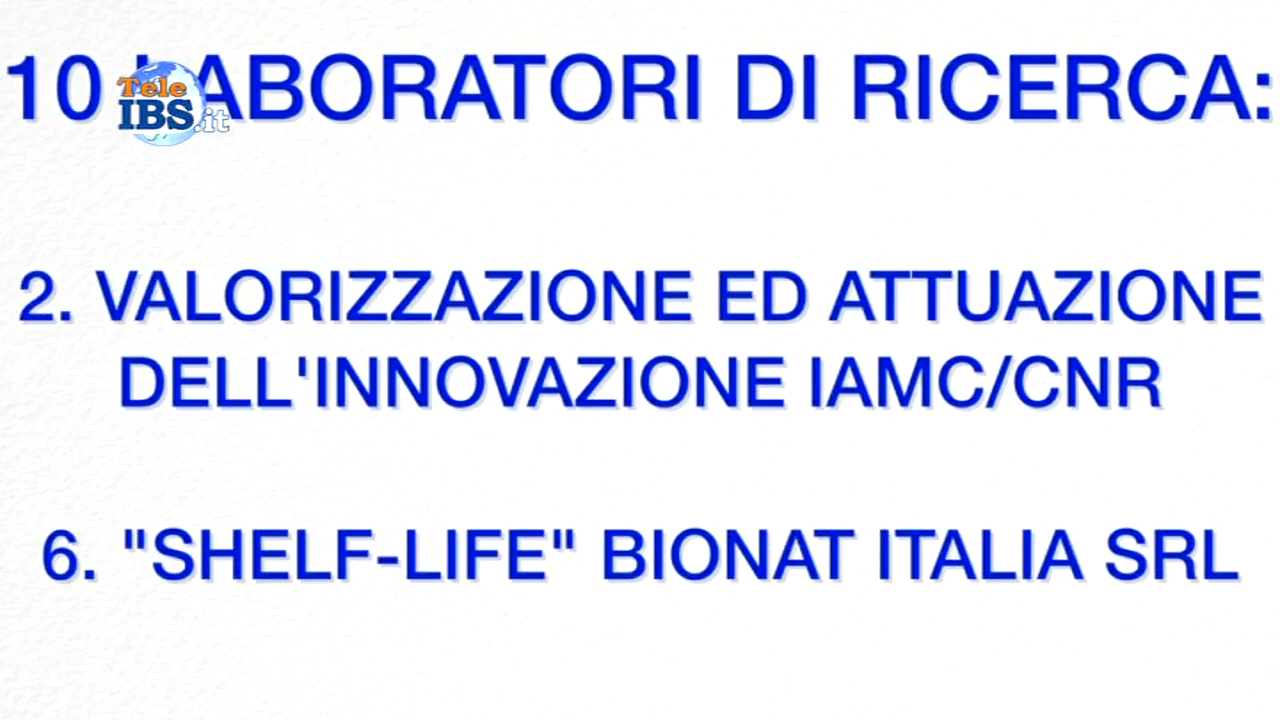 10 LABORATORI DI RICERCA:
Tele
IBS.it
2. VALORIZZAZIONE ED ATTUAZIONE
DELL'INNOVAZIONE IAMC/CNR
6. "SHELF-LIFE" BIONAT ITALIA SRL